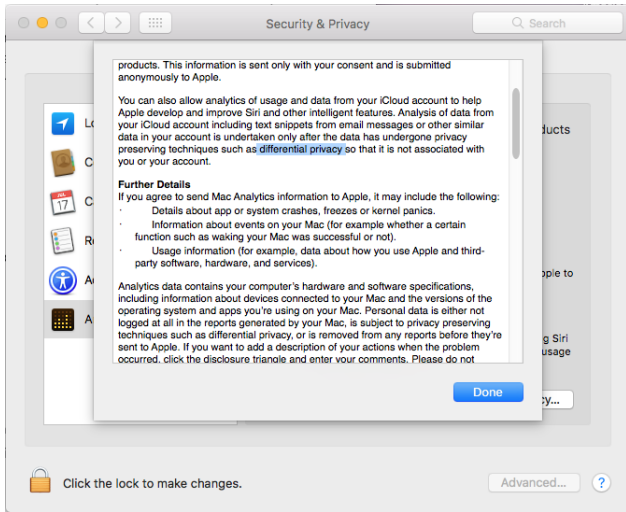 Security & Privacy
Search
products. This information is sent only with your consent and is submitted
anonymously to Apple.
You can also allow analytics of usage and data from your iCloud account to help
Apple develop and improve Siri and other intelligent features. Analysis of data from
your iCloud account including text snippets from email messages or other similar
data in your account is undertaken only after the data has undergone privacy
preserving techniques such as differential privacy so that it is not associated with
you or your account.
Further Details
If you agree to send Mac Analytics information to Apple, it may include the following:
· Details about app or system crashes, freezes or kernel panics.
· Information about events on your Mac (for example whether a certain
function such as waking your Mac was successful or not).
· Usage information (for example, data about how you use Apple and third-
party software, hardware, and services).
Analytics data contains your computer's hardware and software specifications,
including information about devices connected to your Mac and the versions of the
operating system and apps you're using on your Mac. Personal data is either not
logged at all in the reports generated by your Mac, is subject to privacy preserving
techniques such as differential privacy, or is removed from any reports before they're
sent to Apple. If you want to add a description of your actions when the problem
occurred, click the disclosure triangle and enter your comments. Please do not
Done
L
C
JUL
17
C
R
A
A
ducts
ople to
g Siri
usage
cy...
Click the lock to make changes.
Advanced...
?